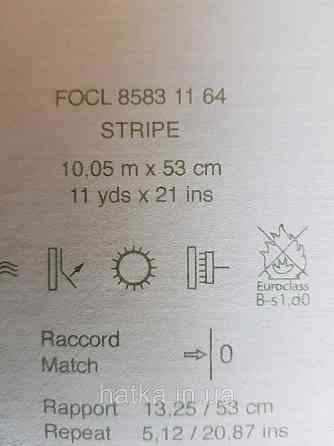 FOCL 8583 11 64
STRIPE
10,05 m x 53 cm
11 yds x 21 ins
Euroclass
B-s1,d0
Raccord
Match
0
hatka.in.ua
Rapport 13,25 / 53 cm
Repeat 5,12 / 20,87 ins